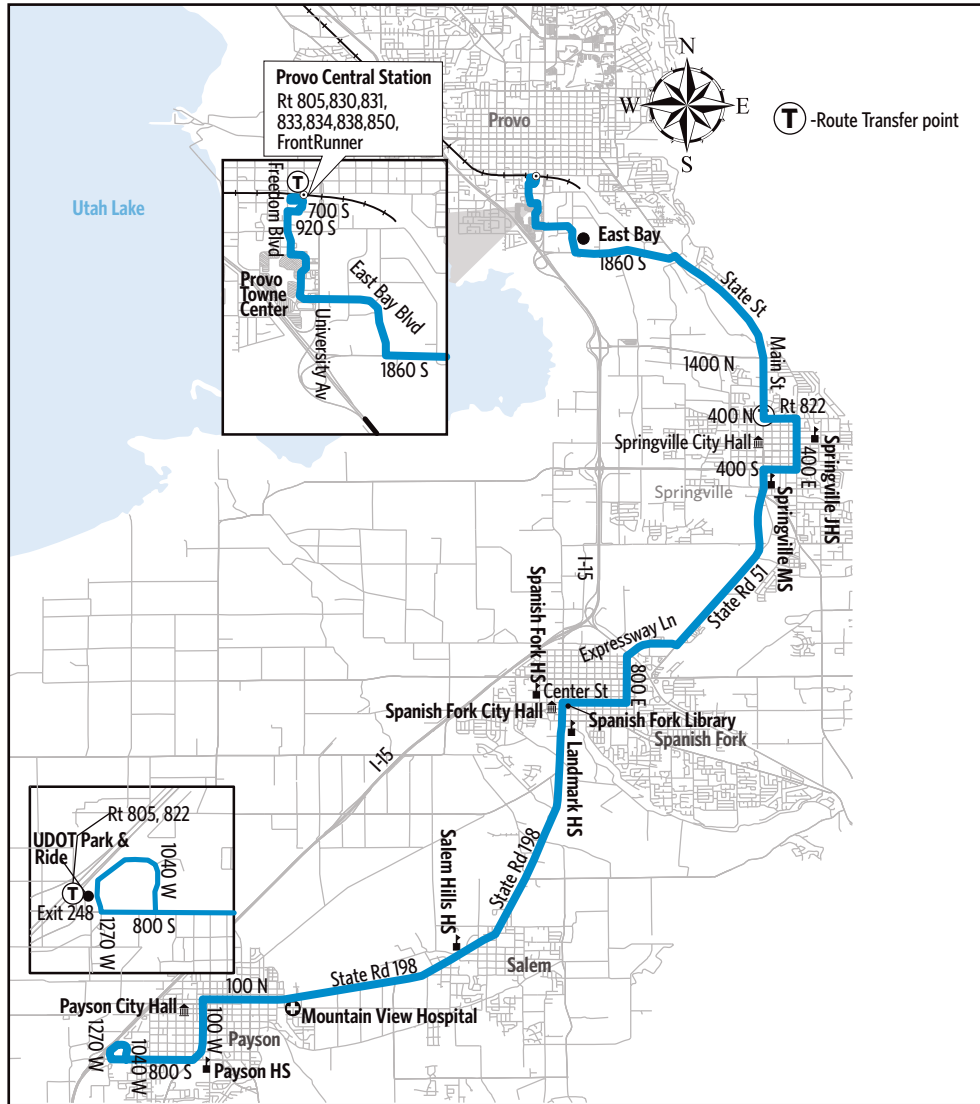 Provo Central Station
Rt 805,830,831,
833,834,838,850,
FrontRunner
N
W
E
S
T
-Route Transfer point
Provo
Utah Lake
T
Freedom Blvd
700 S
920 S
Provo
Towne
Center
University Av
East Bay Blvd
1860 S
East Bay
1860 S
State St
Main St
1400 N
400 N
Rt 822
Springville City Hall
400 E
400 S
Springville
Springville JHS
Springville MS
I-15
State Rd 51
Spanish Fork HS
Expressway Ln
800 E
Center St
Spanish Fork City Hall
Spanish Fork Library
Spanish Fork
Landmark HS
I-15
Rt 805, 822
UDOT Park &
Ride
T
Exit 248
1040 W
1270 W
800 S
State Rd 198
Salem Hills HS
Salem
State Rd 198
100 N
Payson City Hall
Mountain View Hospital
100 W
Payson
1270 W
1040 W
800 S
Payson HS